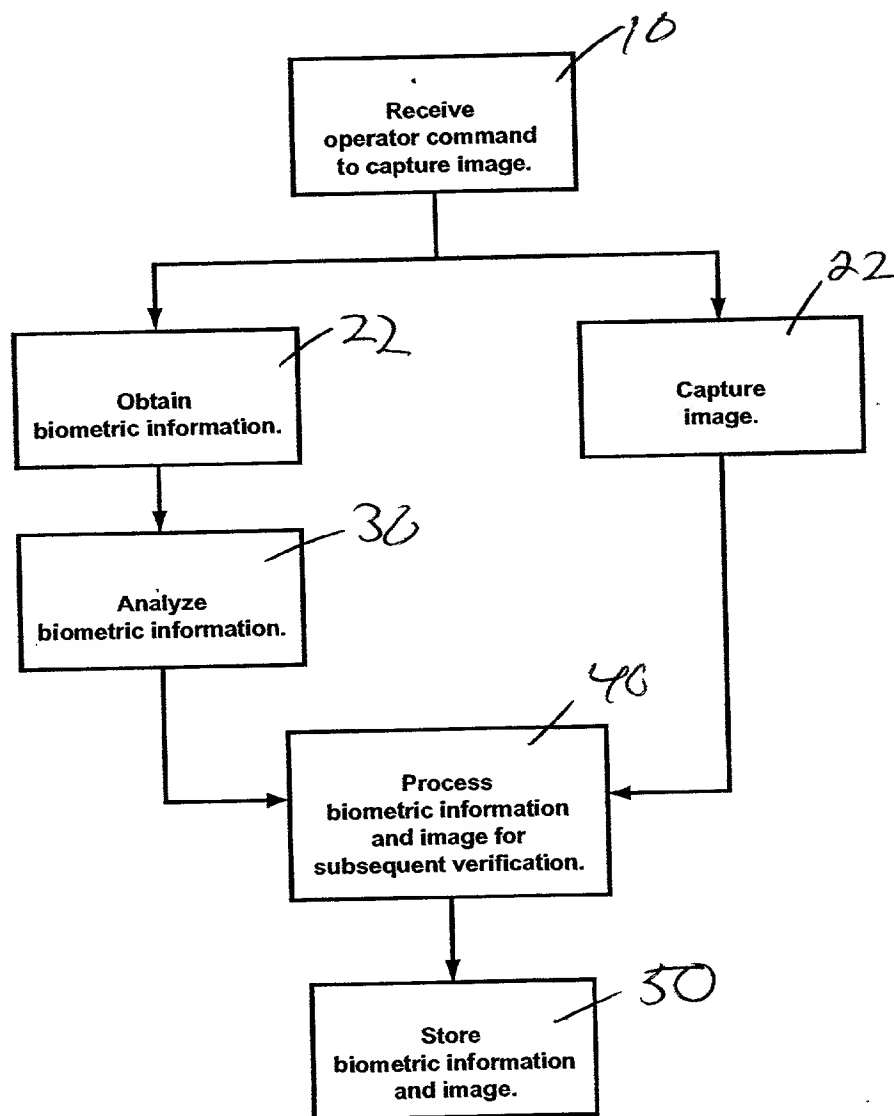 10
Receive
operator command
to capture image.
22
22
Obtain
biometric information.
Capture
image.
30
Analyze
biometric information.
40
Process
biometric information
and image for
subsequent verification.
50
Store
biometric information
and image.